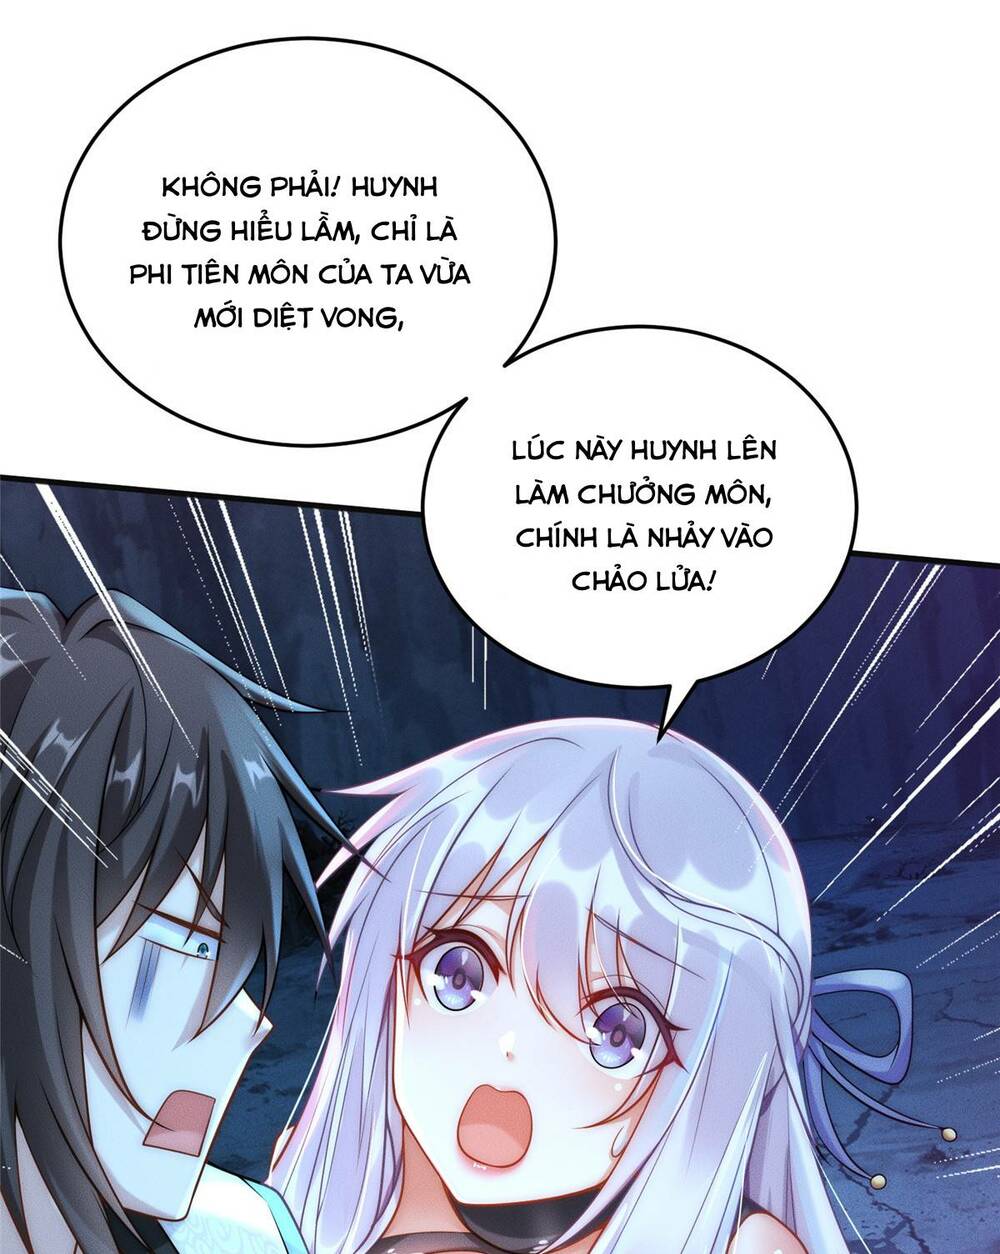 KHÔNG PHẢI! HUYNH
ĐỪNG HIỂU LẦM, CHỈ LÀ
PHI TIÊN MÔN CỦA TA VỪA
MỚI DIỆT VONG,
LÚC NÀY HUYNH LÊN
LÀM CHƯỞNG MÔN,
CHÍNH LÀ NHẢY VÀO
CHẢO LỬA!